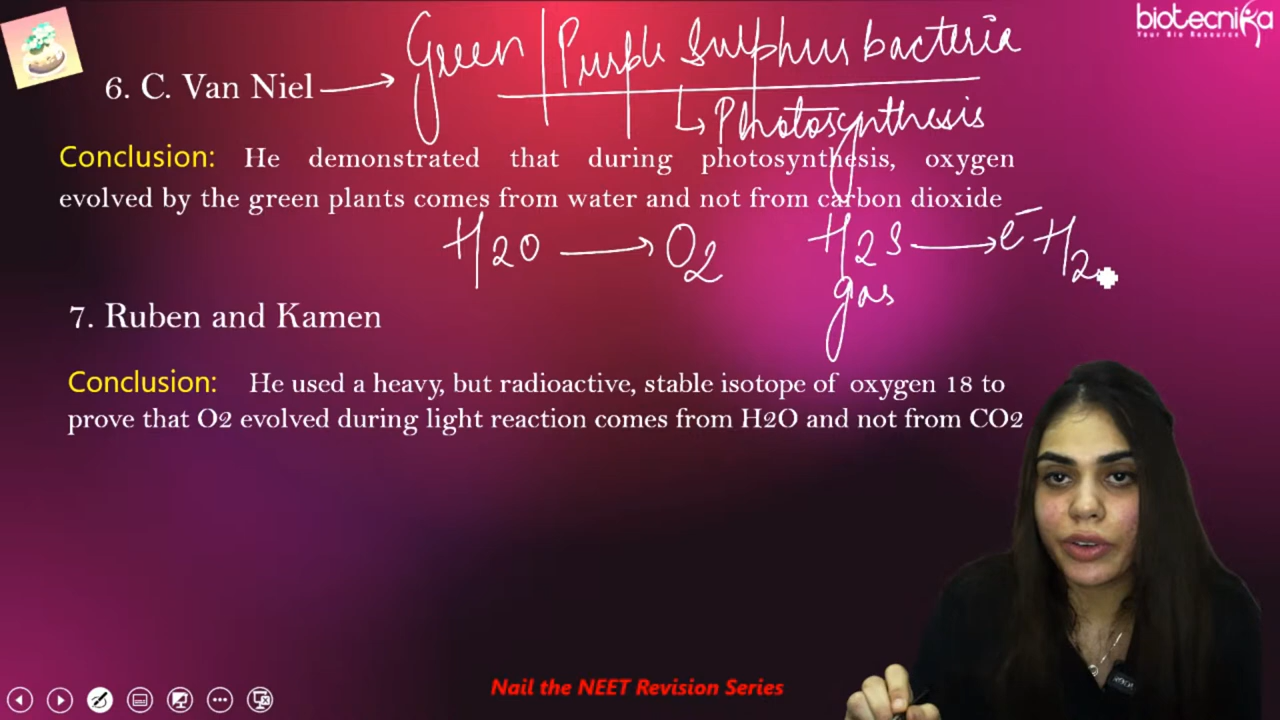 biotecnika
Your Bio Resource
Green | Purple Sulphur bacteria
6. C. Van Niel →
↳ Photosynthesis
Conclusion: He demonstrated that during photosynthesis, oxygen
evolved by the green plants comes from water and not from carbon dioxide
H2O → O2 H2S → e- H2
gas
7. Ruben and Kamen
Conclusion: He used a heavy, but radioactive, stable isotope of oxygen 18 to
prove that O2 evolved during light reaction comes from H2O and not from CO2
Nail the NEET Revision Series